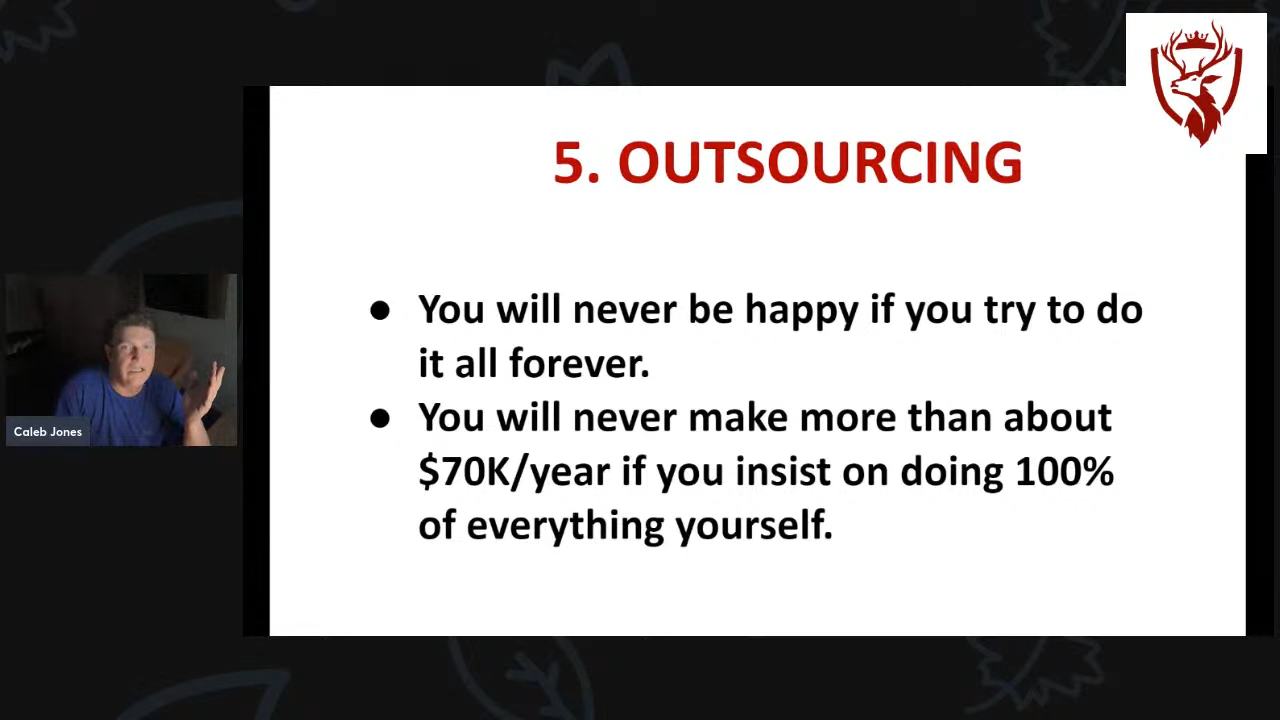 5. OUTSOURCING
● You will never be happy if you try to do
it all forever.
● You will never make more than about
$70K/year if you insist on doing 100%
of everything yourself.
Caleb Jones